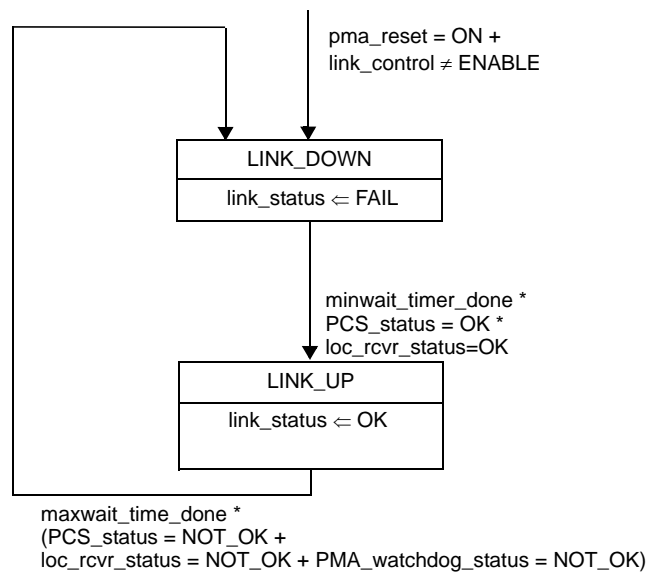 pma_reset = ON +
link_control ≠ ENABLE
LINK_DOWN
link_status ⇐ FAIL
minwait_timer_done *
PCS_status = OK *
loc_rcvr_status=OK
LINK_UP
link_status ⇐ OK
maxwait_time_done *
(PCS_status = NOT_OK +
loc_rcvr_status = NOT_OK + PMA_watchdog_status = NOT_OK)